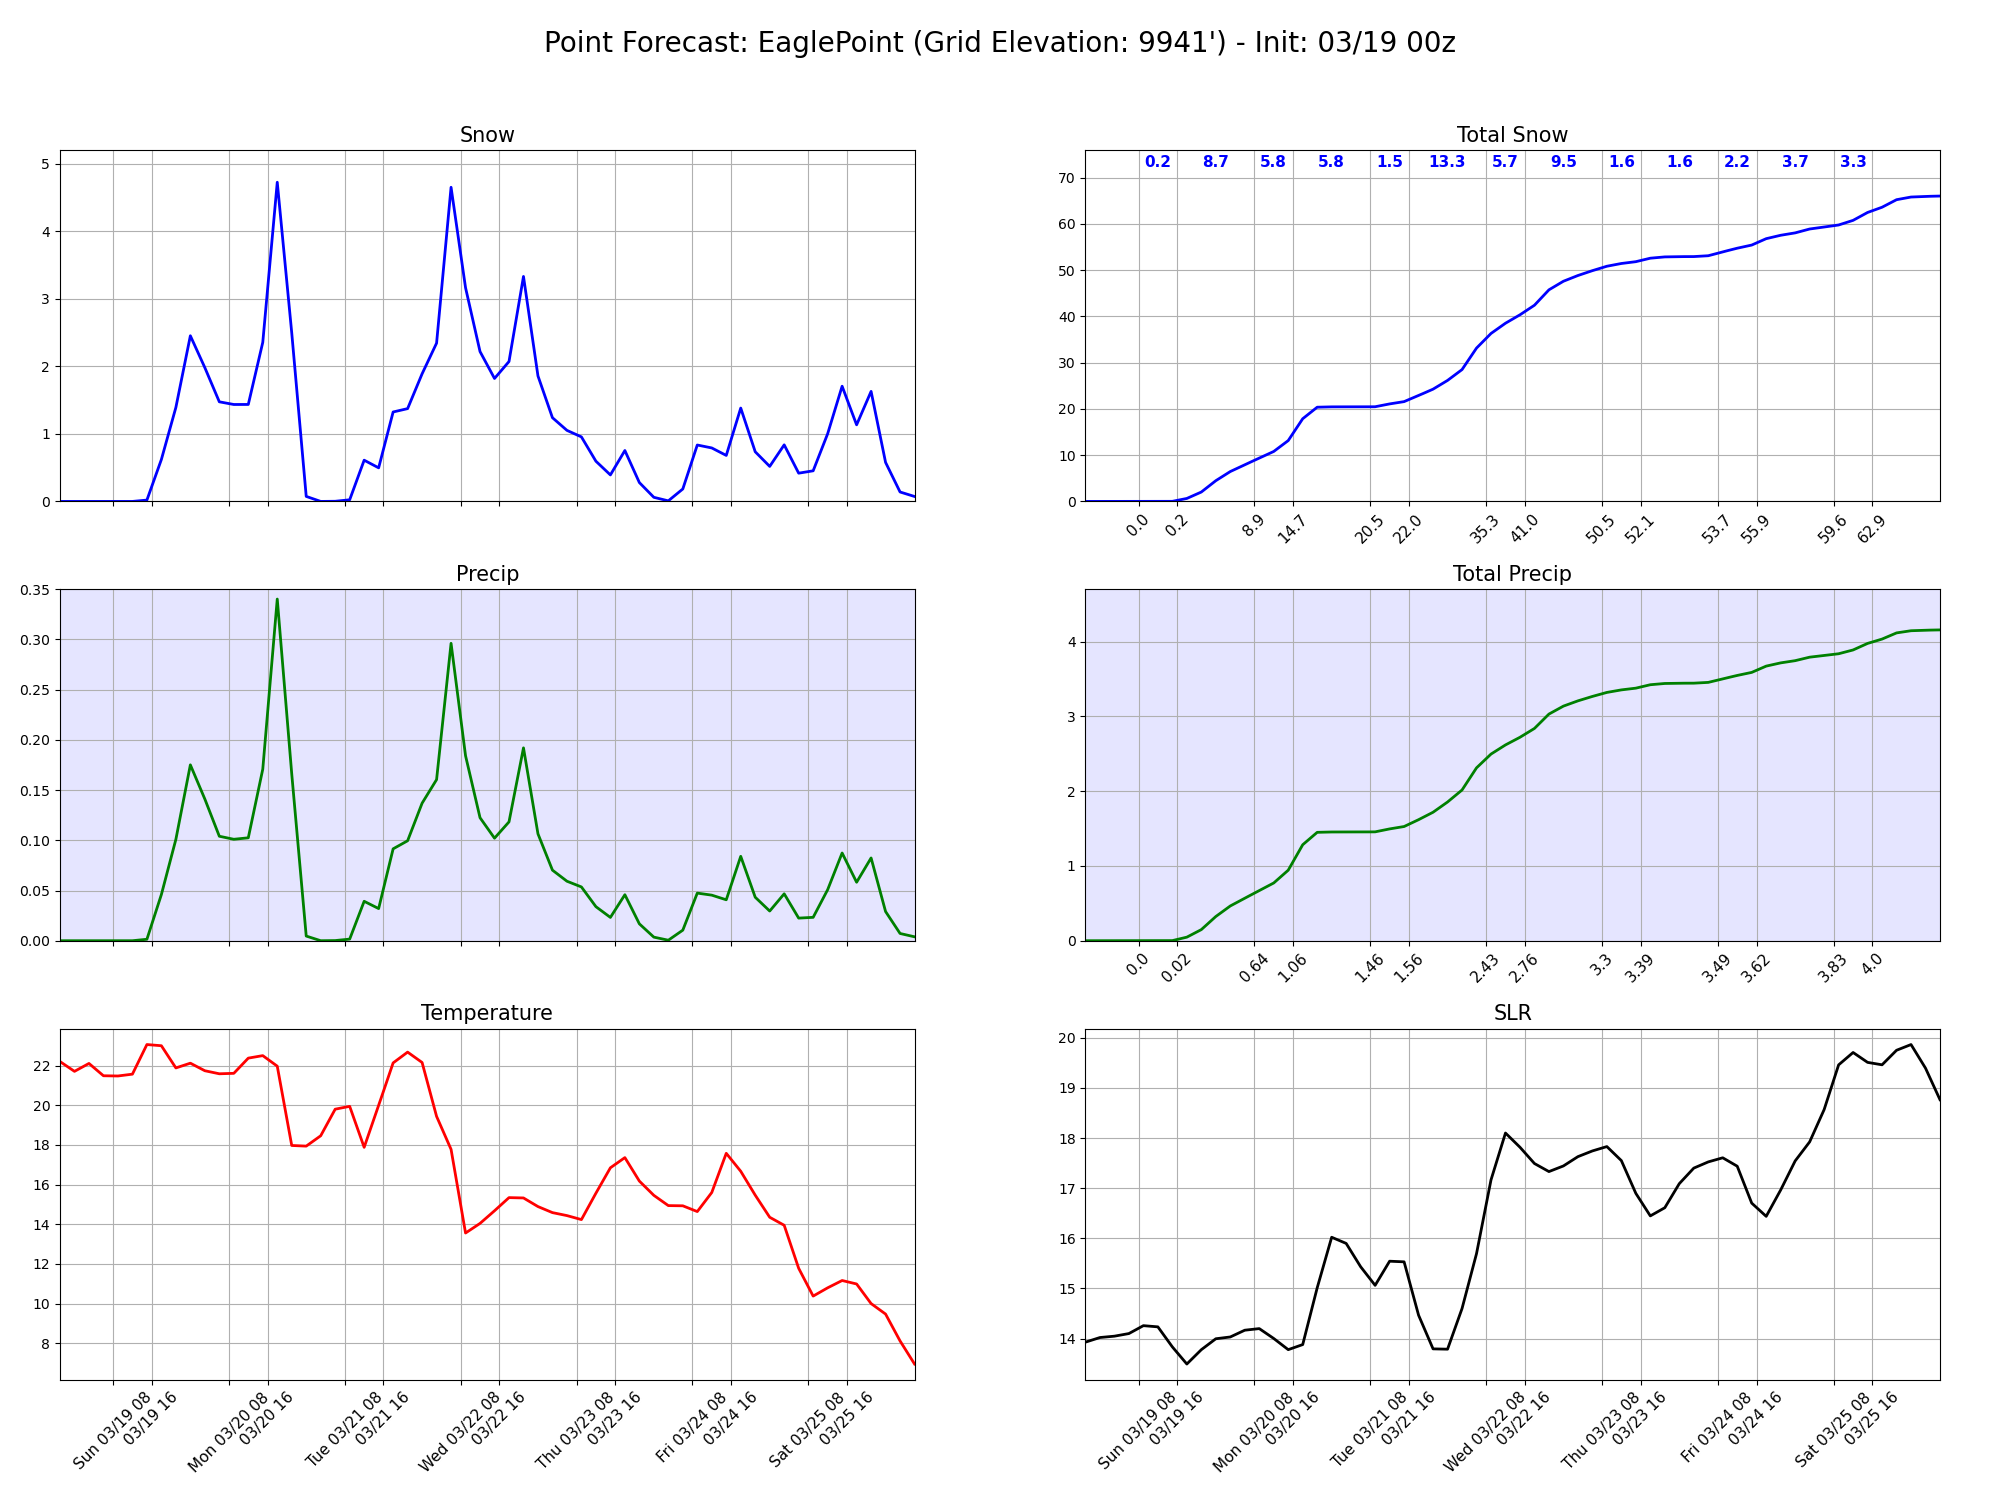 Point Forecast: EaglePoint (Grid Elevation: 9941') - Init: 03/19 00z
Snow
5
4
3
2
1
0
Total Snow
0.2 8.7 5.8 5.8 1.5 13.3 5.7 9.5 1.6 1.6 2.2 3.7 3.3
70
60
50
40
30
20
10
0
0.0 0.2 8.9 14.7 20.5 22.0 35.3 41.0 50.5 52.1 53.7 55.9 59.6 62.9
Precip
0.35
0.30
0.25
0.20
0.15
0.10
0.05
0.00
Total Precip
4
3
2
1
0
0.0 0.02 0.64 1.06 1.46 1.56 2.43 2.76 3.3 3.39 3.49 3.62 3.83 4.0
Temperature
22
20
18
16
14
12
10
8
Sun 03/19 08
03/19 16
Mon 03/20 08
03/20 16
Tue 03/21 08
03/21 16
Wed 03/22 08
03/22 16
Thu 03/23 08
03/23 16
Fri 03/24 08
03/24 16
Sat 03/25 08
03/25 16
SLR
20
19
18
17
16
15
14
Sun 03/19 08
03/19 16
Mon 03/20 08
03/20 16
Tue 03/21 08
03/21 16
Wed 03/22 08
03/22 16
Thu 03/23 08
03/23 16
Fri 03/24 08
03/24 16
Sat 03/25 08
03/25 16